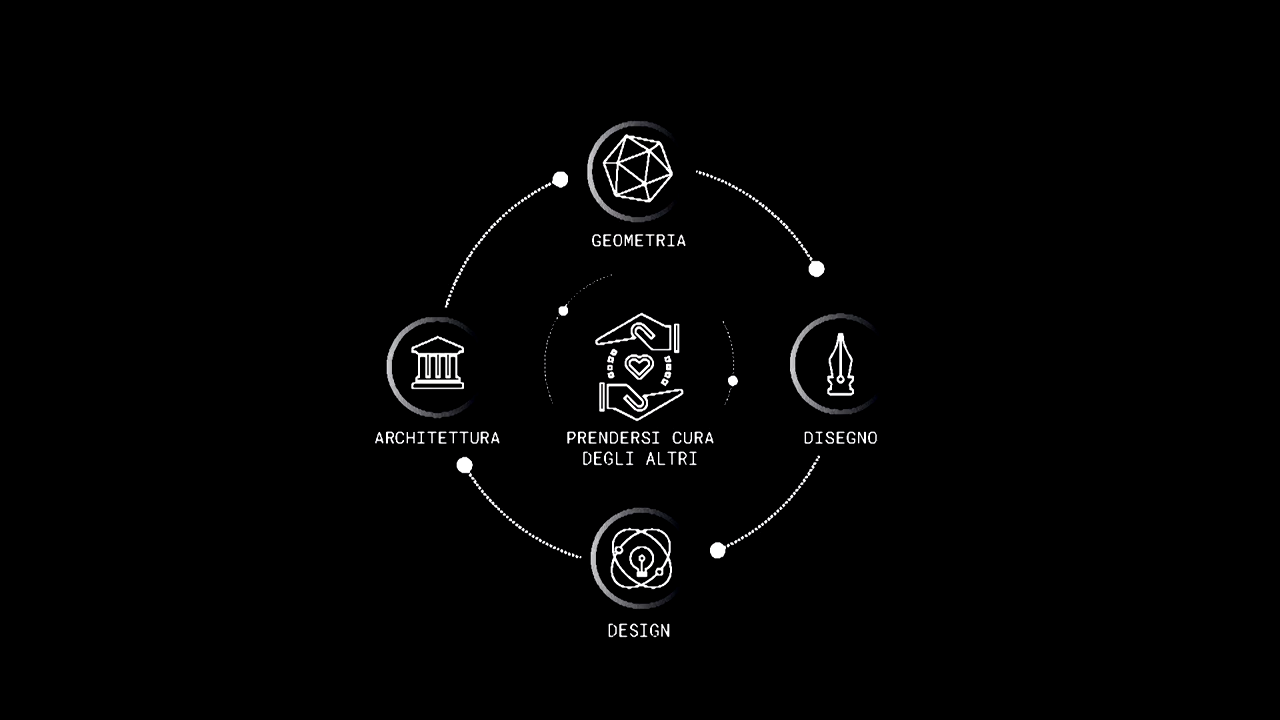 GEOMETRIA
ARCHITETTURA
PRENDERSI CURA
DEGLI ALTRI
DISEGNO
DESIGN